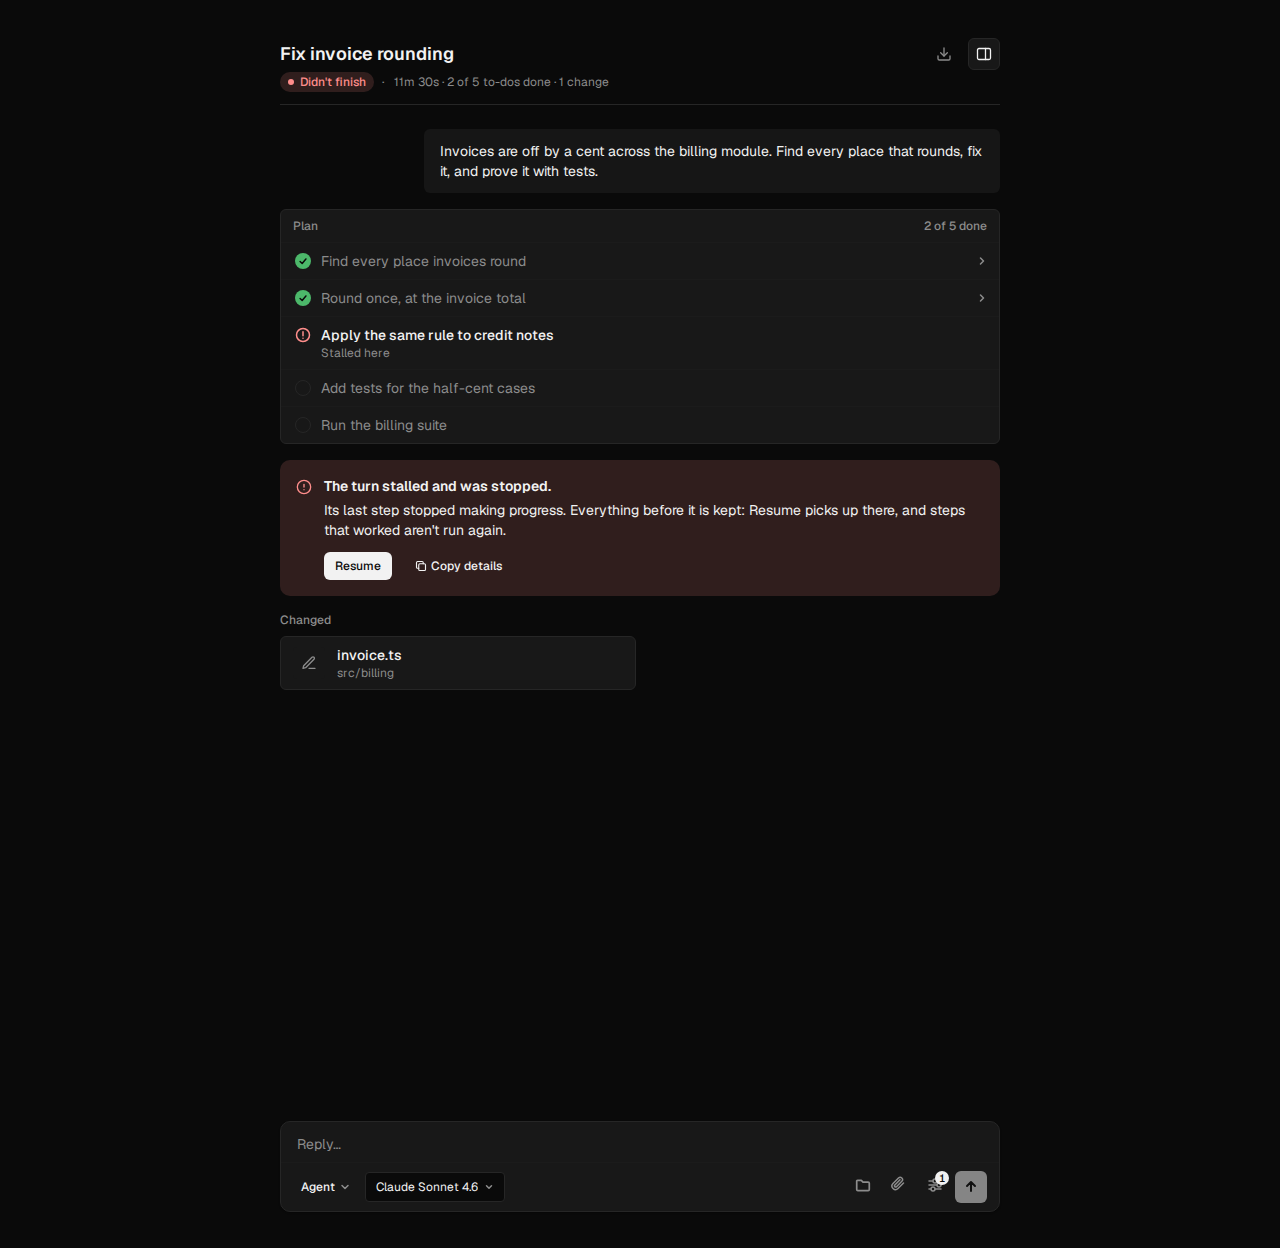 Fix invoice rounding
Didn't finish · 11m 30s · 2 of 5 to-dos done · 1 change
Invoices are off by a cent across the billing module. Find every place that rounds, fix
it, and prove it with tests.
Plan 2 of 5 done
Find every place invoices round
Round once, at the invoice total
Apply the same rule to credit notes
Stalled here
Add tests for the half-cent cases
Run the billing suite
The turn stalled and was stopped.
Its last step stopped making progress. Everything before it is kept: Resume picks up there, and steps
that worked aren't run again.
Resume Copy details
Changed
invoice.ts
src/billing
Reply...
Agent Claude Sonnet 4.6 1